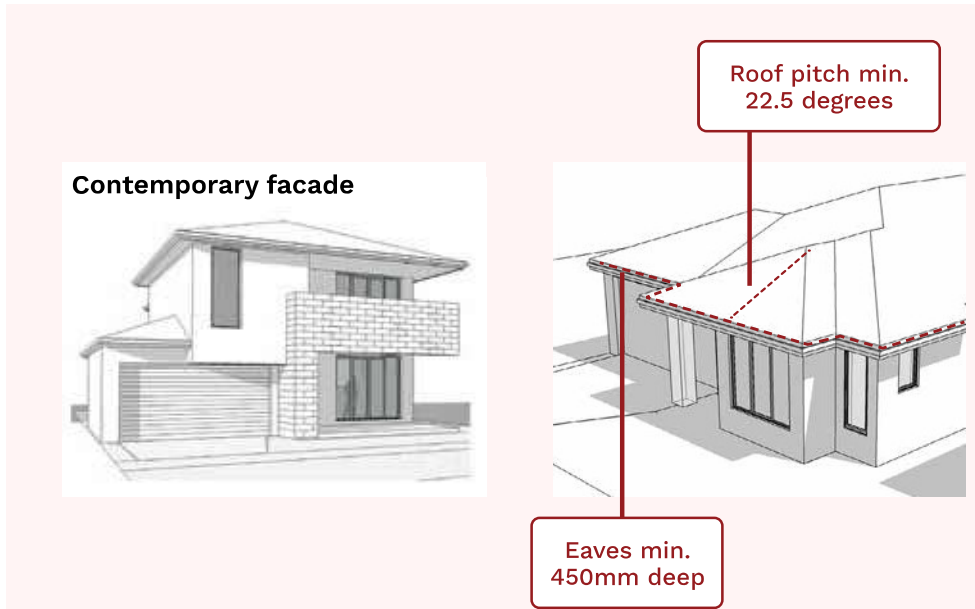 Roof pitch min.
22.5 degrees
Contemporary facade
Eaves min.
450mm deep